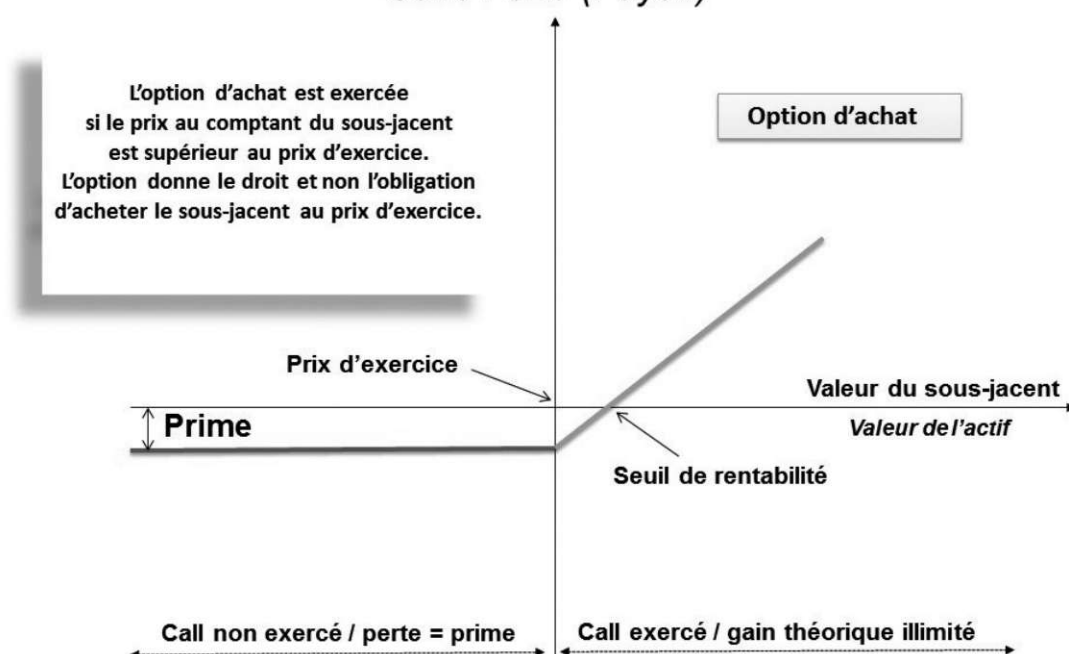 L'option d'achat est exercée
si le prix au comptant du sous-jacent
est supérieur au prix d'exercice.
L'option donne le droit et non l'obligation
d'acheter le sous-jacent au prix d'exercice.
Option d'achat
Prix d'exercice
Valeur du sous-jacent
Prime
Valeur de l'actif
Seuil de rentabilité
Call non exercé / perte = prime
Call exercé / gain théorique illimité